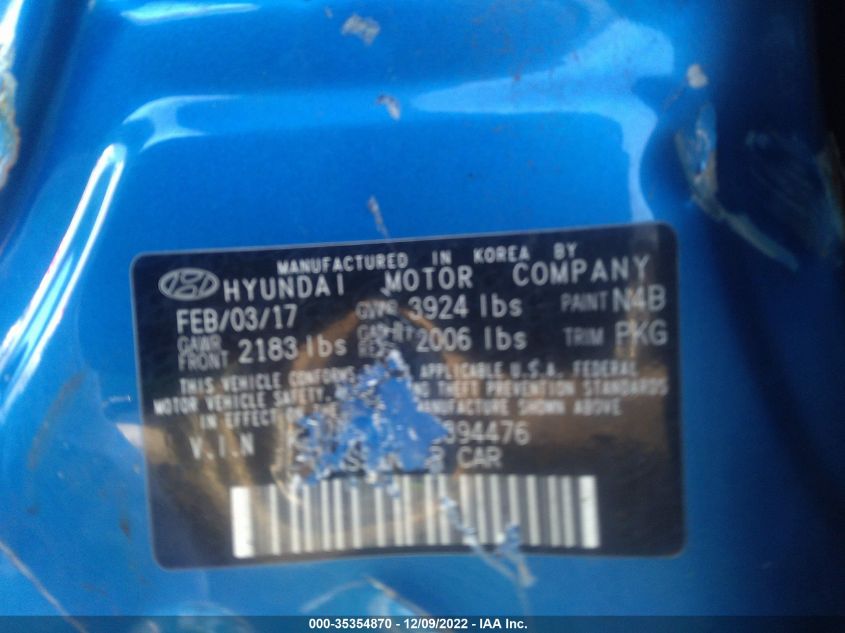 MANUFACTURED IN KOREA BY
HYUNDAI MOTOR COMPANY
FEB/03/17 GVWR 3924 lbs PAINT N4B
GAWR FRONT 2183 lbs GAWR 2006 lbs TRIM PKG
THIS VEHICLE CONFORMS APPLICABLE U.S.A. FEDERAL
MOTOR VEHICLE SAFETY, THEFT PREVENTION STANDARDS
IN EFFECT ON THE MANUFACTURE SHOWN ABOVE
V.I.N 394476
CAR
000-35354870 - 12/09/2022 - IAA Inc.